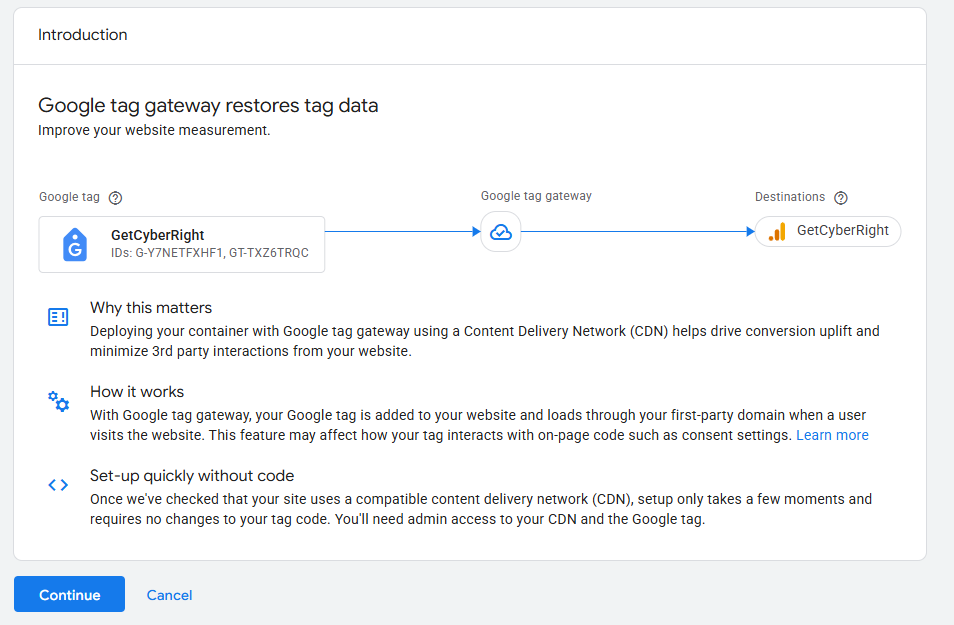 Introduction
Google tag gateway restores tag data
Improve your website measurement.
Google tag
Google tag gateway
Destinations
GetCyberRight
IDs: G-Y7NETFXHF1, GT-TXZ6TRQC
GetCyberRight
Why this matters
Deploying your container with Google tag gateway using a Content Delivery Network (CDN) helps drive conversion uplift and
minimize 3rd party interactions from your website.
How it works
With Google tag gateway, your Google tag is added to your website and loads through your first-party domain when a user
visits the website. This feature may affect how your tag interacts with on-page code such as consent settings. Learn more
Set-up quickly without code
Once we've checked that your site uses a compatible content delivery network (CDN), setup only takes a few moments and
requires no changes to your tag code. You'll need admin access to your CDN and the Google tag.
Continue
Cancel